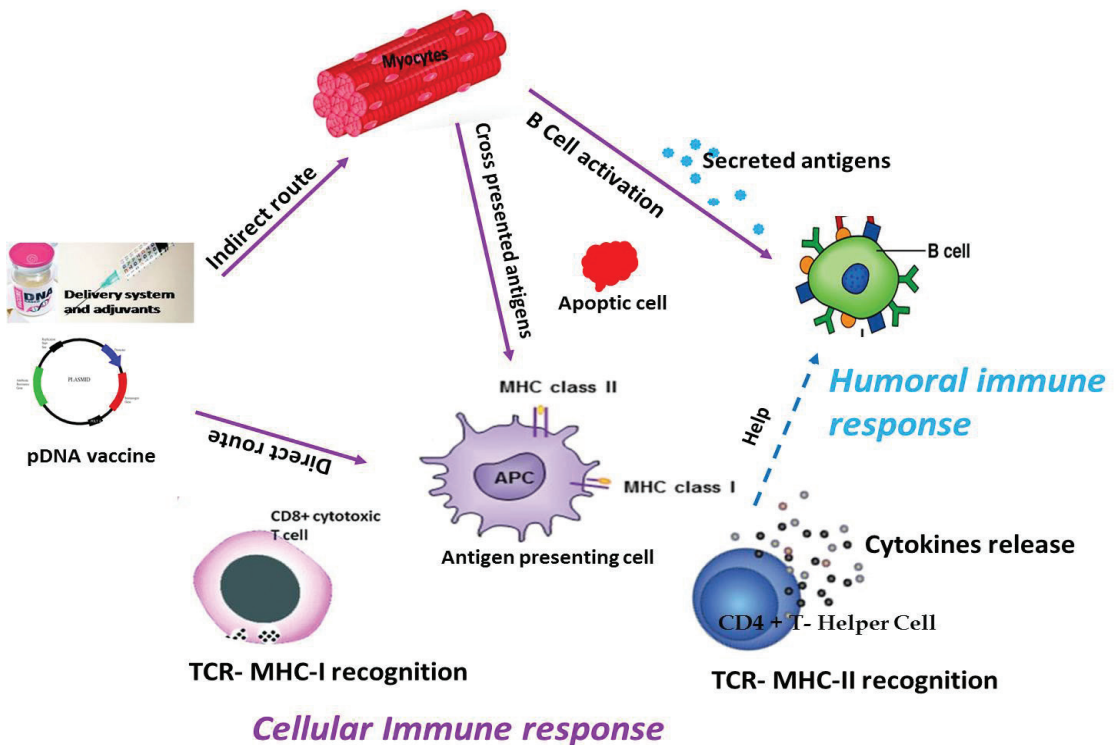 Myocytes
Indirect route
Cross presented antigens
B Cell activation
Secreted antigens
B cell
DNA
Delivery system
and adjuvants
Apoptic cell
PLASMID
pDNA vaccine
Direct route
MHC class II
APC
MHC class I
Antigen presenting cell
Humoral immune
response
Help
CD8+ cytotoxic
T cell
Cytokines release
CD4 + T- Helper Cell
TCR- MHC-I recognition
TCR- MHC-II recognition
Cellular Immune response